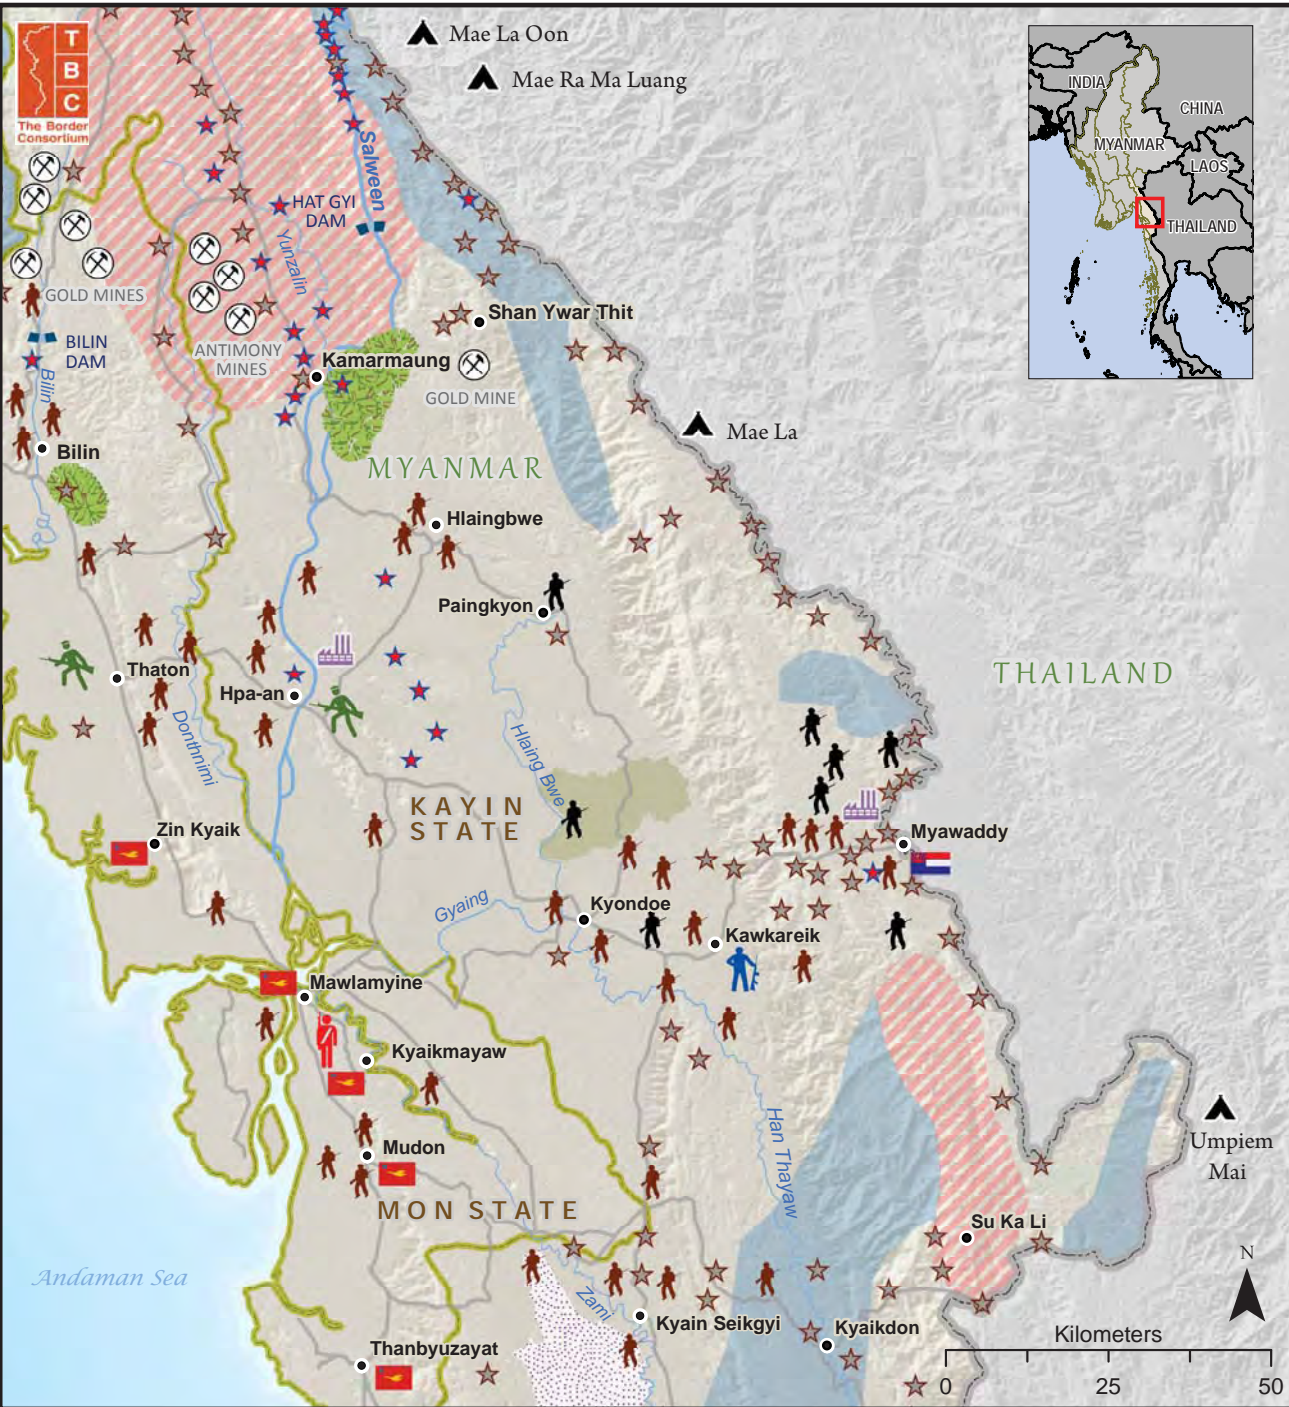 T
B
C
The Border
Consortium
Mae La Oon
Mae Ra Ma Luang
INDIA
CHINA
MYANMAR
LAOS
THAILAND
Salween
HAT GYI
DAM
Yunzalin
GOLD MINES
BILIN
DAM
Bilin
ANTIMONY
MINES
Shan Ywar Thit
Kamarmaung
GOLD MINE
Mae La
Bilin
MYANMAR
Hlaingbwe
Paingkyon
THAILAND
Thaton
Hpa-an
Donthnimi
Hlaing Bwe
KAYIN
STATE
Zin Kyaik
Myawaddy
Gyaing
Kyondoe
Kawkareik
Mawlamyine
Kyaikmayaw
Han Thayaw
Umpiem
Mai
Mudon
MON STATE
Su Ka Li
Andaman Sea
Zami
N
Kyain Seikgyi
Kyaikdon
Kilometers
Thanbyuzayat
0
25
50